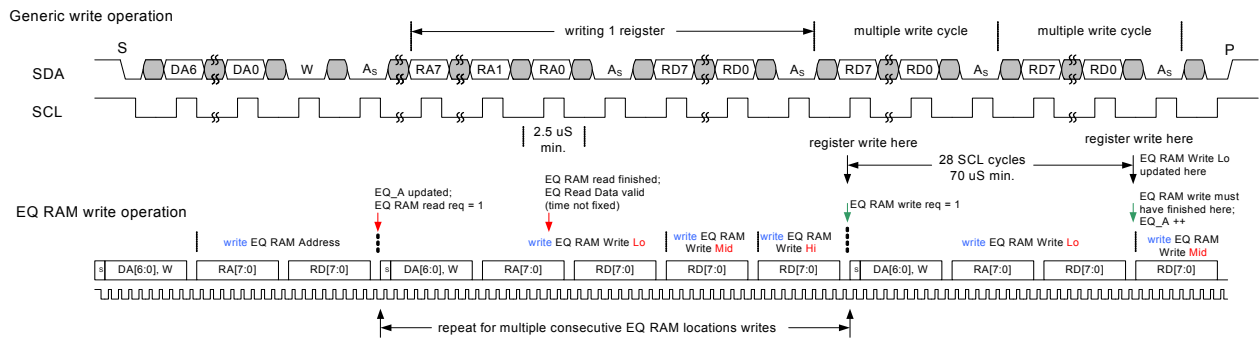 Generic write operation
writing 1 reigster
multiple write cycle
multiple write cycle
S
P
SDA
DA6
DA0
W
As
RA7
RA1
RA0
As
RD7
RD0
As
RD7
RD0
As
RD7
RD0
As
SCL
2.5 uS
min.
register write here
register write here
28 SCL cycles
70 uS min.
EQ RAM Write Lo
updated here
EQ RAM write operation
EQ_A updated;
EQ RAM read req = 1
EQ RAM read finished;
EQ Read Data valid
(time not fixed)
EQ RAM write req = 1
EQ RAM write must
have finished here;
EQ_A ++
write EQ RAM Address
write EQ RAM Write Lo
write EQ RAM
Write Mid
write EQ RAM
Write Hi
write EQ RAM Write Lo
write EQ RAM
Write Mid
s
DA[6:0], W
RA[7:0]
RD[7:0]
s
DA[6:0], W
RA[7:0]
RD[7:0]
RD[7:0]
RD[7:0]
s
DA[6:0], W
RA[7:0]
RD[7:0]
RD[7:0]
repeat for multiple consecutive EQ RAM locations writes